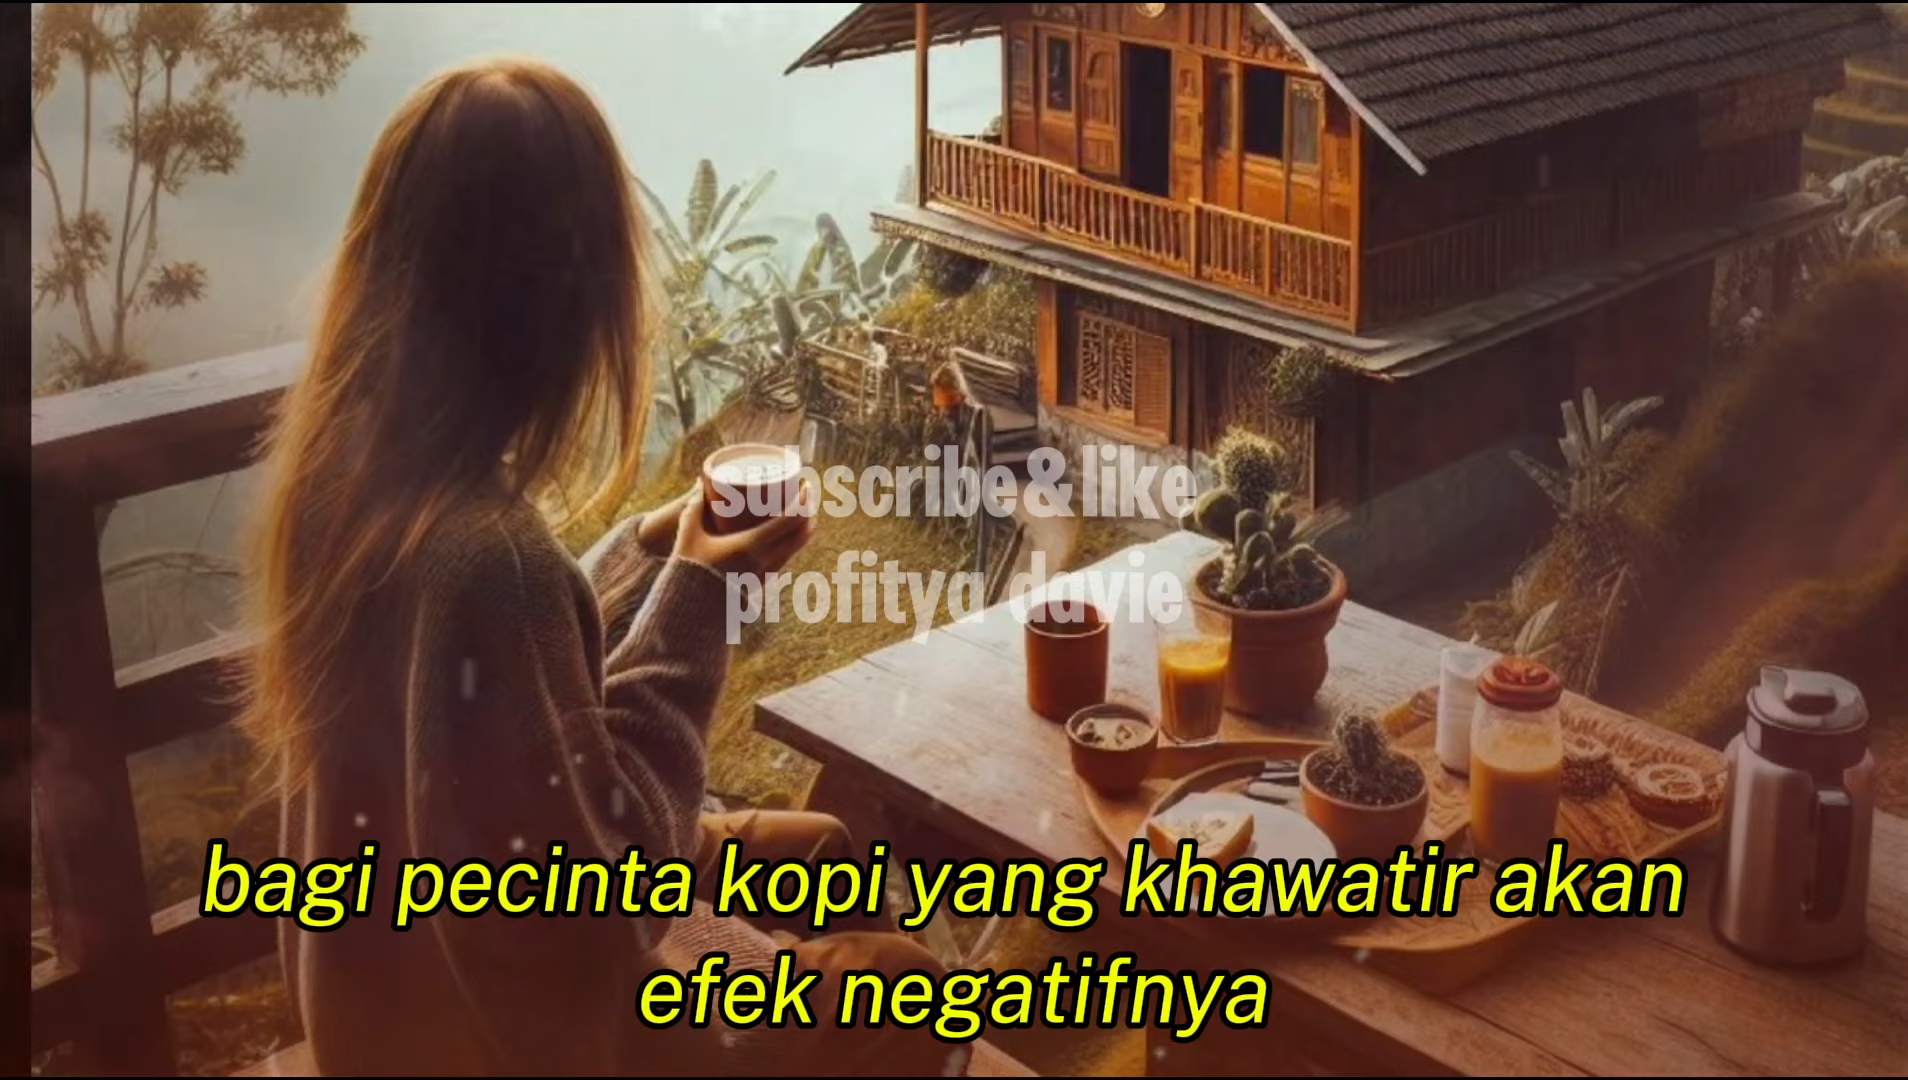 subscribe&like
profitya davie
bagi pecinta kopi yang khawatir akan
efek negatifnya